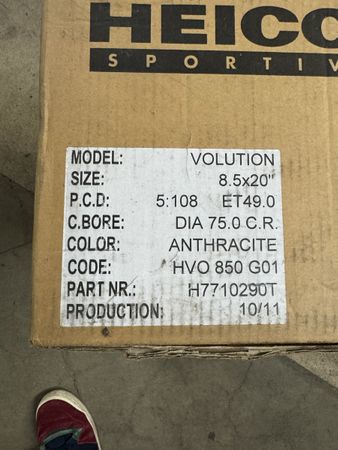 HEICO
SPORTIV
MODEL: VOLUTION
SIZE: 8.5x20"
P.C.D: 5:108 ET49.0
C.BORE: DIA 75.0 C.R.
COLOR: ANTHRACITE
CODE: HVO 850 G01
PART NR.: H7710290T
PRODUCTION: 10/11